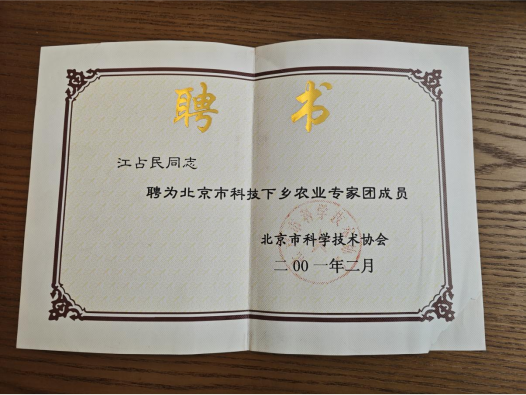 聘 书
江占民同志
聘为北京市科技下乡农业专家团成员
北京市科学技术协会
二00一年二月